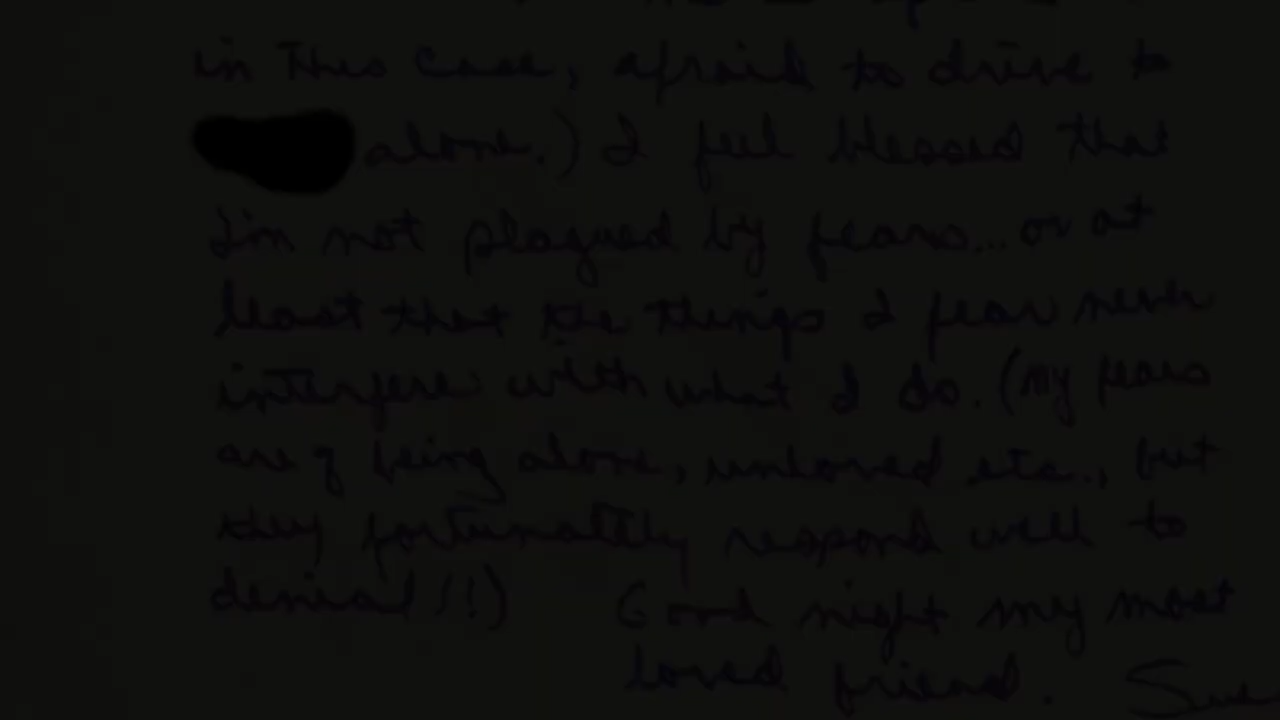 in this case, afraid to drive to
alone.) I feel blessed that
I'm not plagued by fears... or at
least that the things I fear never
interfere with what I do. (My fears
are of being alone, unloved etc., but
they fortunately respond well to
denial!!) Good night my most
loved friend.